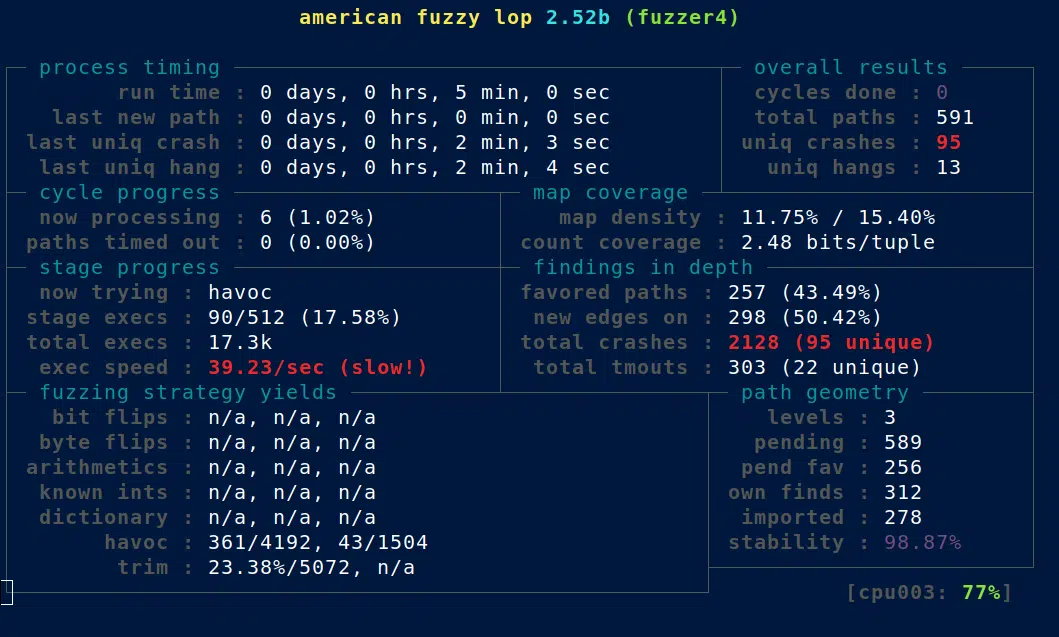 american fuzzy lop 2.52b (fuzzer4)
process timing overall results
run time : 0 days, 0 hrs, 5 min, 0 sec cycles done : 0
last new path : 0 days, 0 hrs, 0 min, 0 sec total paths : 591
last uniq crash : 0 days, 0 hrs, 2 min, 3 sec uniq crashes : 95
last uniq hang : 0 days, 0 hrs, 2 min, 4 sec uniq hangs : 13
cycle progress map coverage
now processing : 6 (1.02%) map density : 11.75% / 15.40%
paths timed out : 0 (0.00%) count coverage : 2.48 bits/tuple
stage progress findings in depth
now trying : havoc favored paths : 257 (43.49%)
stage execs : 90/512 (17.58%) new edges on : 298 (50.42%)
total execs : 17.3k total crashes : 2128 (95 unique)
exec speed : 39.23/sec (slow!) total tmouts : 303 (22 unique)
fuzzing strategy yields path geometry
bit flips : n/a, n/a, n/a levels : 3
byte flips : n/a, n/a, n/a pending : 589
arithmetics : n/a, n/a, n/a pend fav : 256
known ints : n/a, n/a, n/a own finds : 312
dictionary : n/a, n/a, n/a imported : 278
havoc : 361/4192, 43/1504 stability : 98.87%
trim : 23.38%/5072, n/a
[cpu003: 77%]